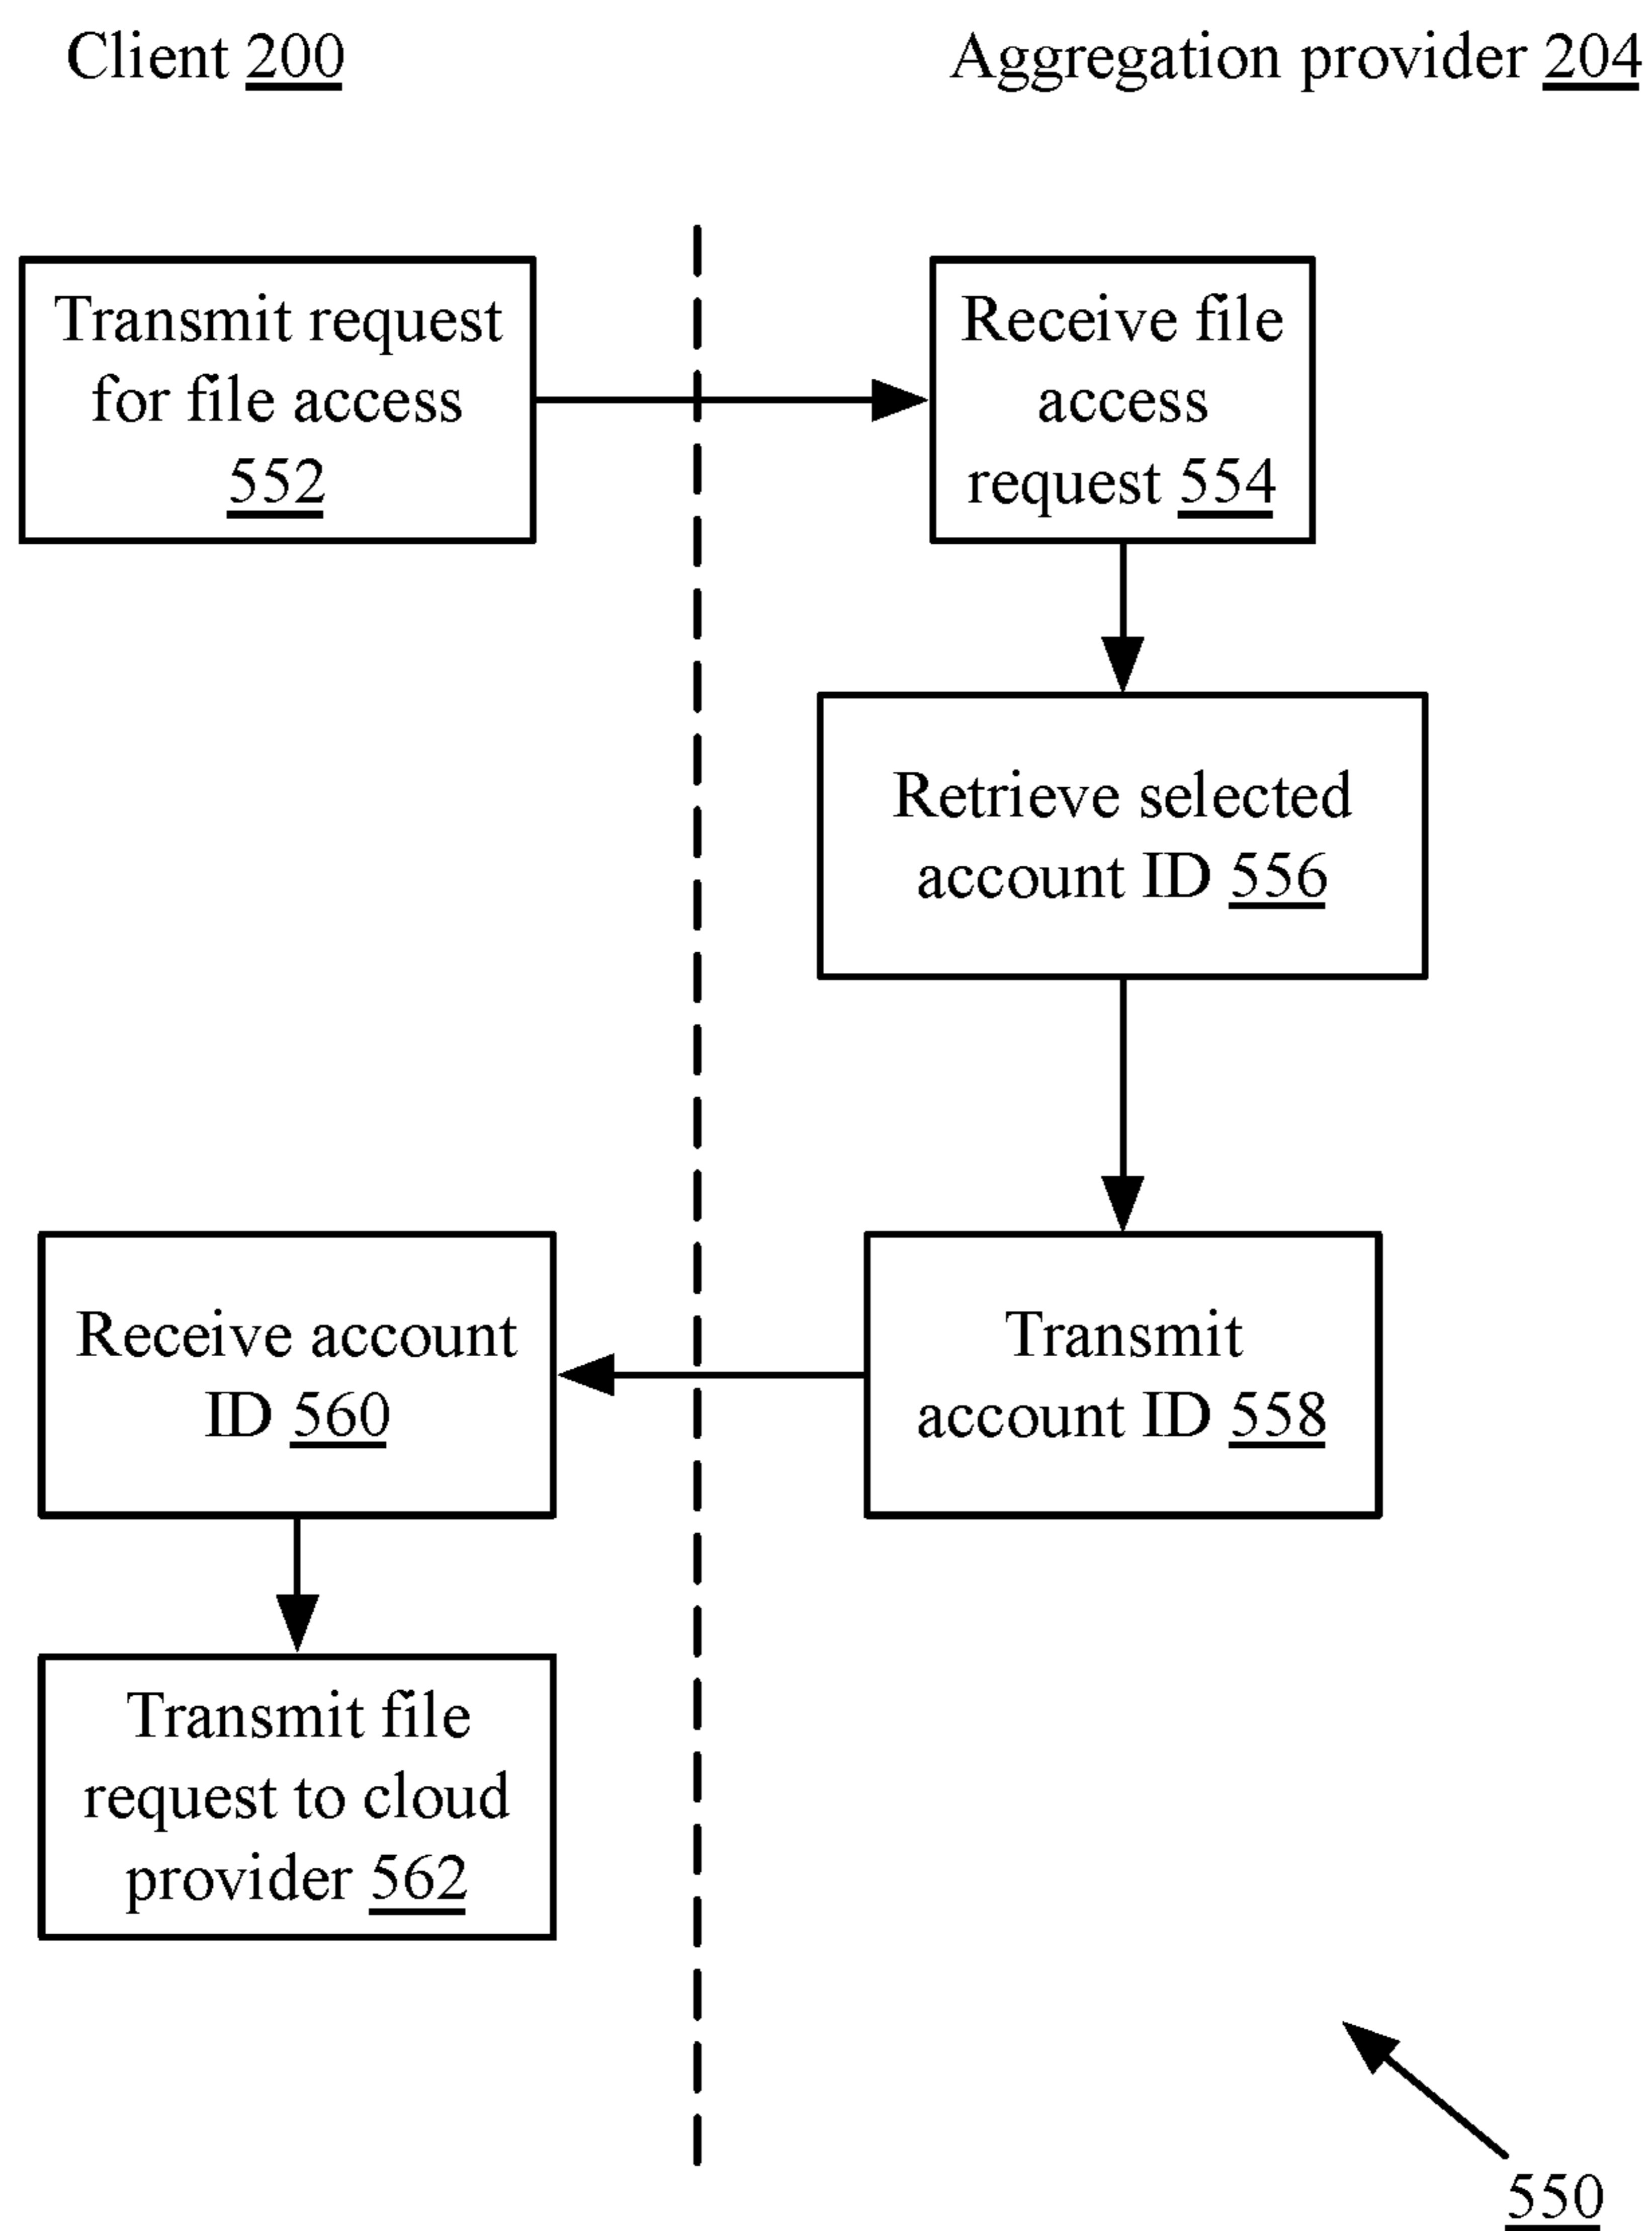 Client 200
Aggregation provider 204
Transmit request
for file access
552
Receive file
access
request 554
Retrieve selected
account ID 556
Transmit
account ID 558
Receive account
ID 560
Transmit file
request to cloud
provider 562
550